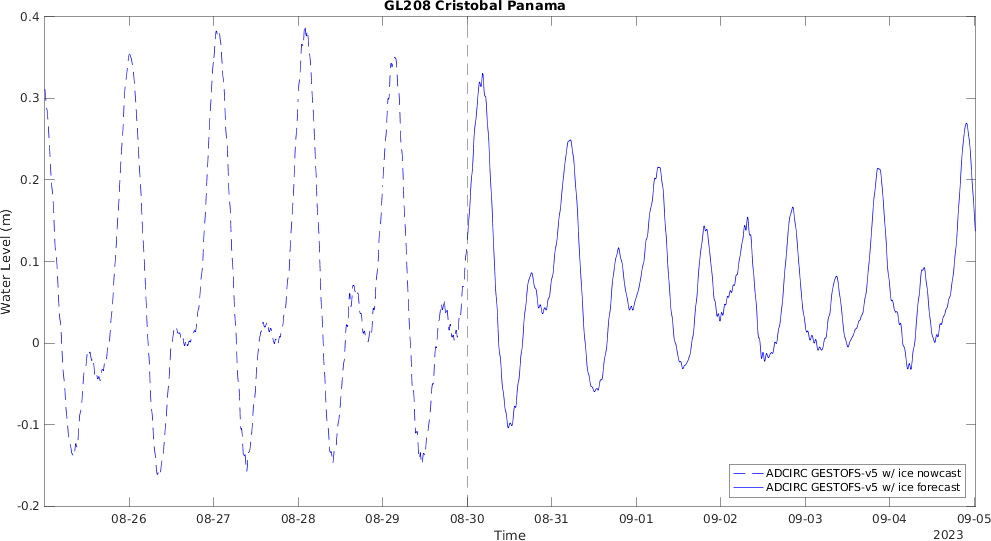 GL208 Cristobal Panama
0.4
0.3
0.2
0.1
0
-0.1
-0.2
Water Level (m)
ADCIRC GESTOFS-v5 w/ ice nowcast
ADCIRC GESTOFS-v5 w/ ice forecast
08-26 08-27 08-28 08-29 08-30 08-31 09-01 09-02 09-03 09-04 09-05
Time
2023